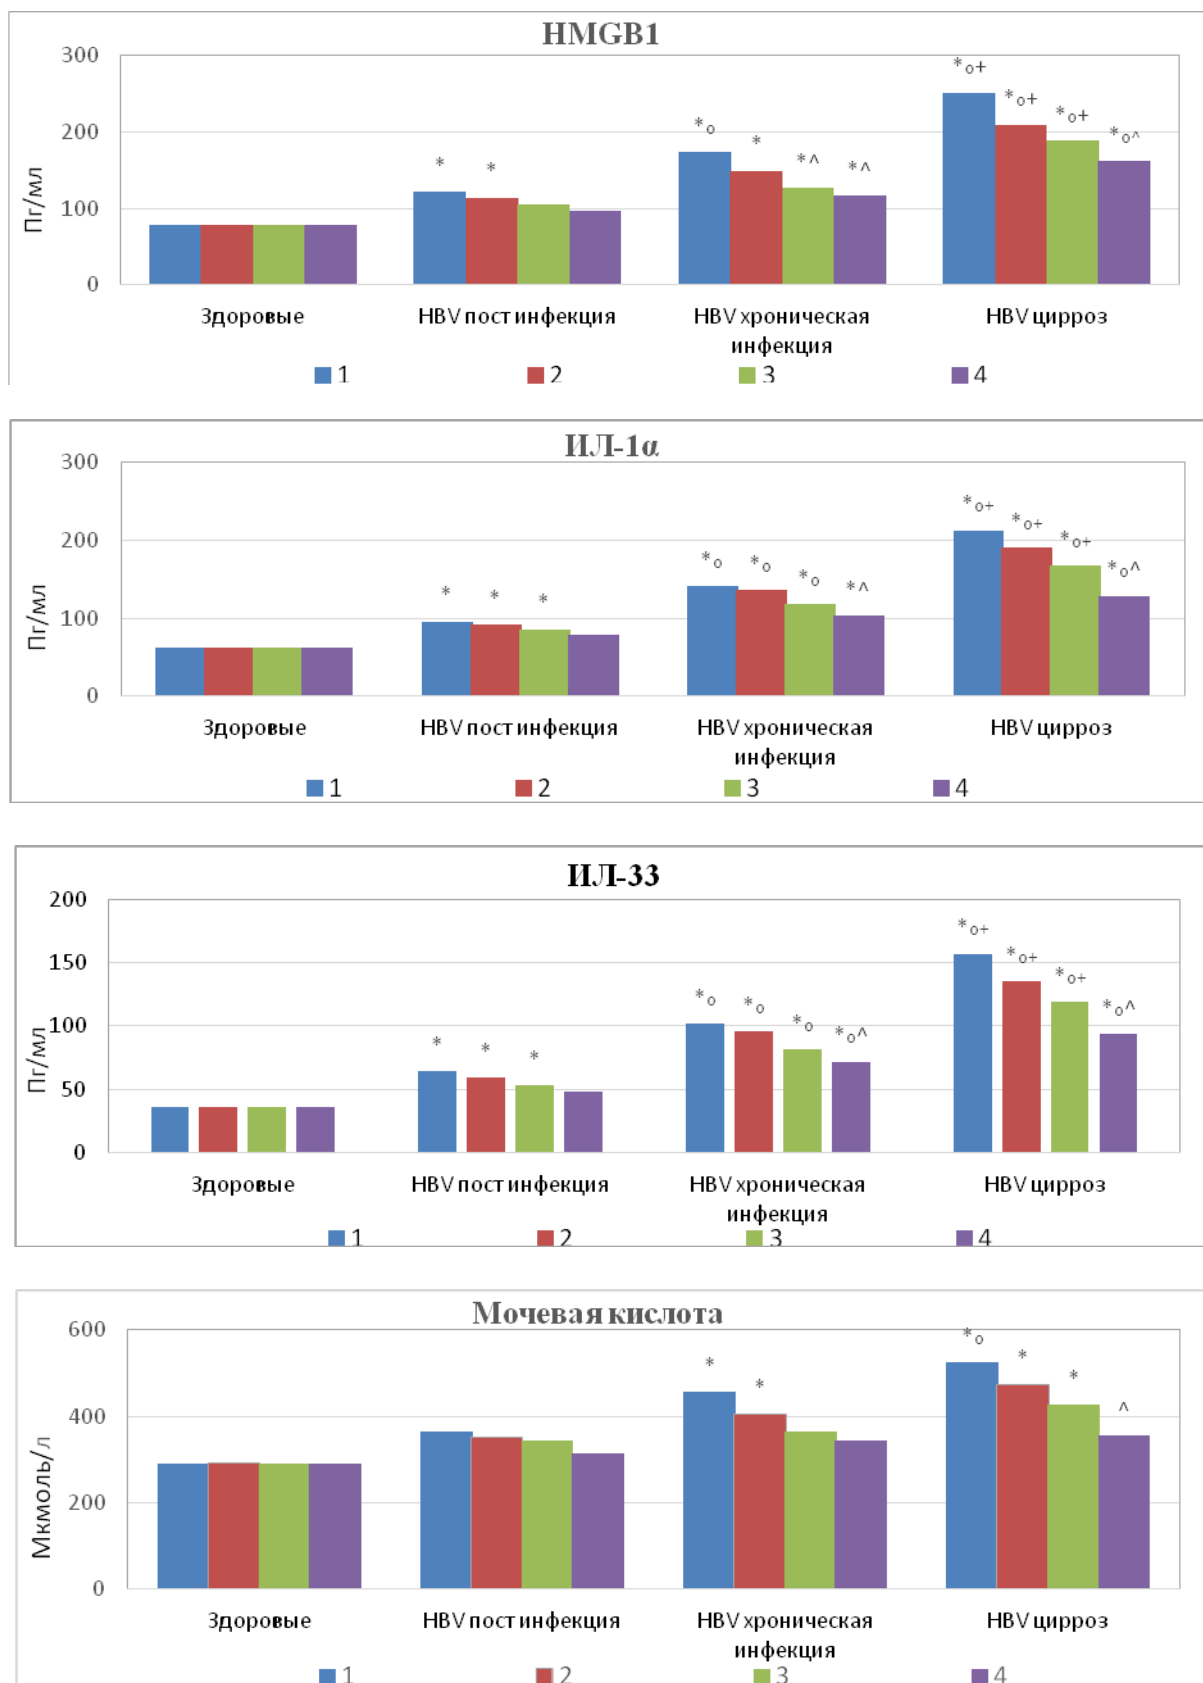 HMGB1
300
200
100
0
Пг/мл
*o+
*o+
*o+
*o^
*o
*
*^
*^
*
*
Здоровые
HBV пост инфекция
HBV хроническая
инфекция
HBV цирроз
1
2
3
4
ИЛ-1α
300
200
100
0
Пг/мл
*o+
*o+
*o+
*o^
*o
*o
*o
*^
*
*
*
Здоровые
HBV пост инфекция
HBV хроническая
инфекция
HBV цирроз
1
2
3
4
ИЛ-33
200
150
100
50
0
Пг/мл
*o+
*o+
*o+
*o^
*o
*o
*o
*o^
*
*
*
Здоровые
HBV пост инфекция
HBV хроническая
инфекция
HBV цирроз
1
2
3
4
Мочевая кислота
600
400
200
0
Мкмоль/л
*o
*
*
^
*
*
Здоровые
HBV пост инфекция
HBV хроническая
инфекция
HBV цирроз
1
2
3
4